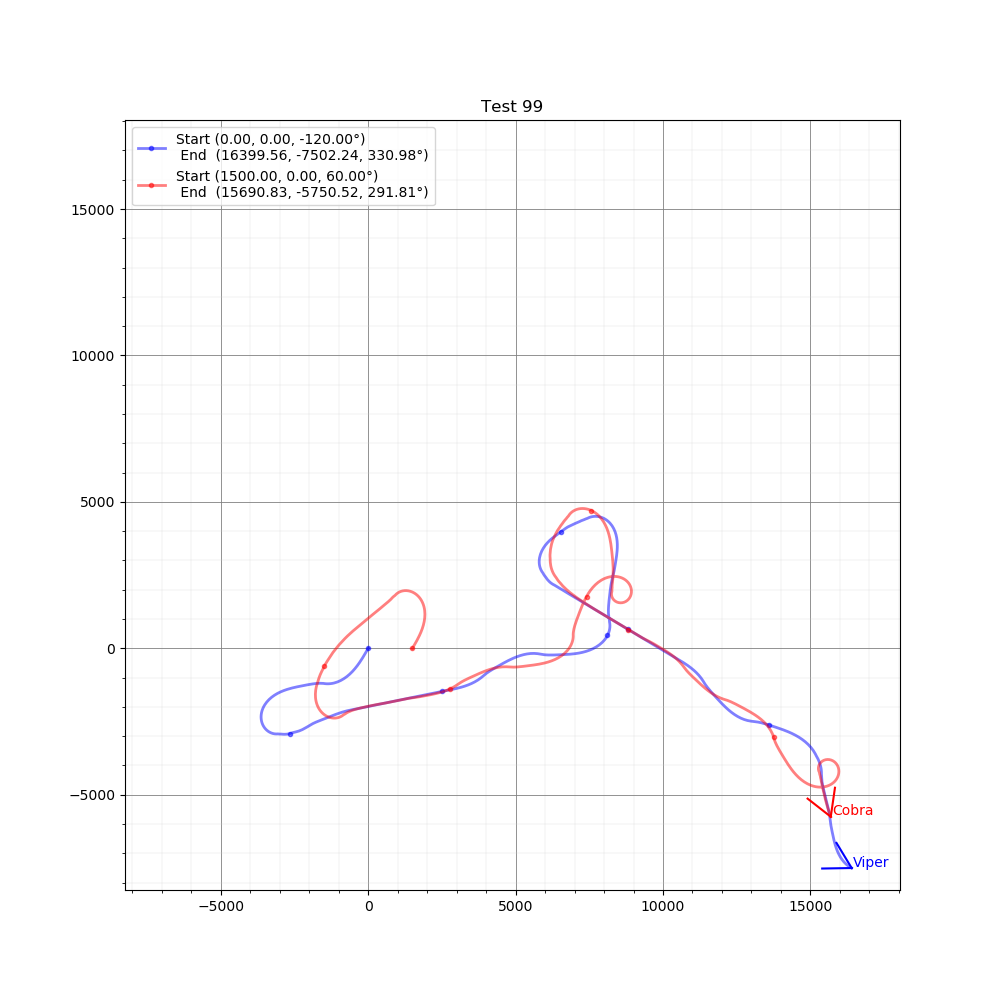 Test 99
Start (0.00, 0.00, -120.00°)
End (16399.56, -7502.24, 330.98°)
Start (1500.00, 0.00, 60.00°)
End (15690.83, -5750.52, 291.81°)
15000
10000
5000
0
−5000
Cobra
Viper
−5000 0 5000 10000 15000